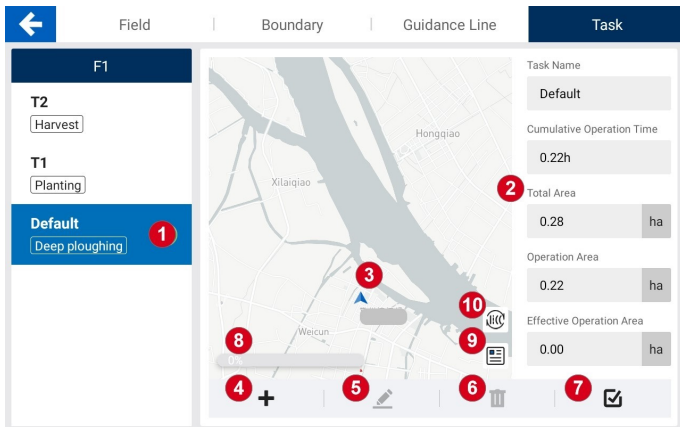 Field
Boundary
Guidance Line
Task
F1
T2
Harvest
T1
Planting
Default
Deep ploughing
1
Hongqiao
Xilaiqiao
Weicun
3
10
9
8
0%
4
5
6
7
2
Task Name
Default
Cumulative Operation Time
0.22h
Total Area
0.28 ha
Operation Area
0.22 ha
Effective Operation Area
0.00 ha